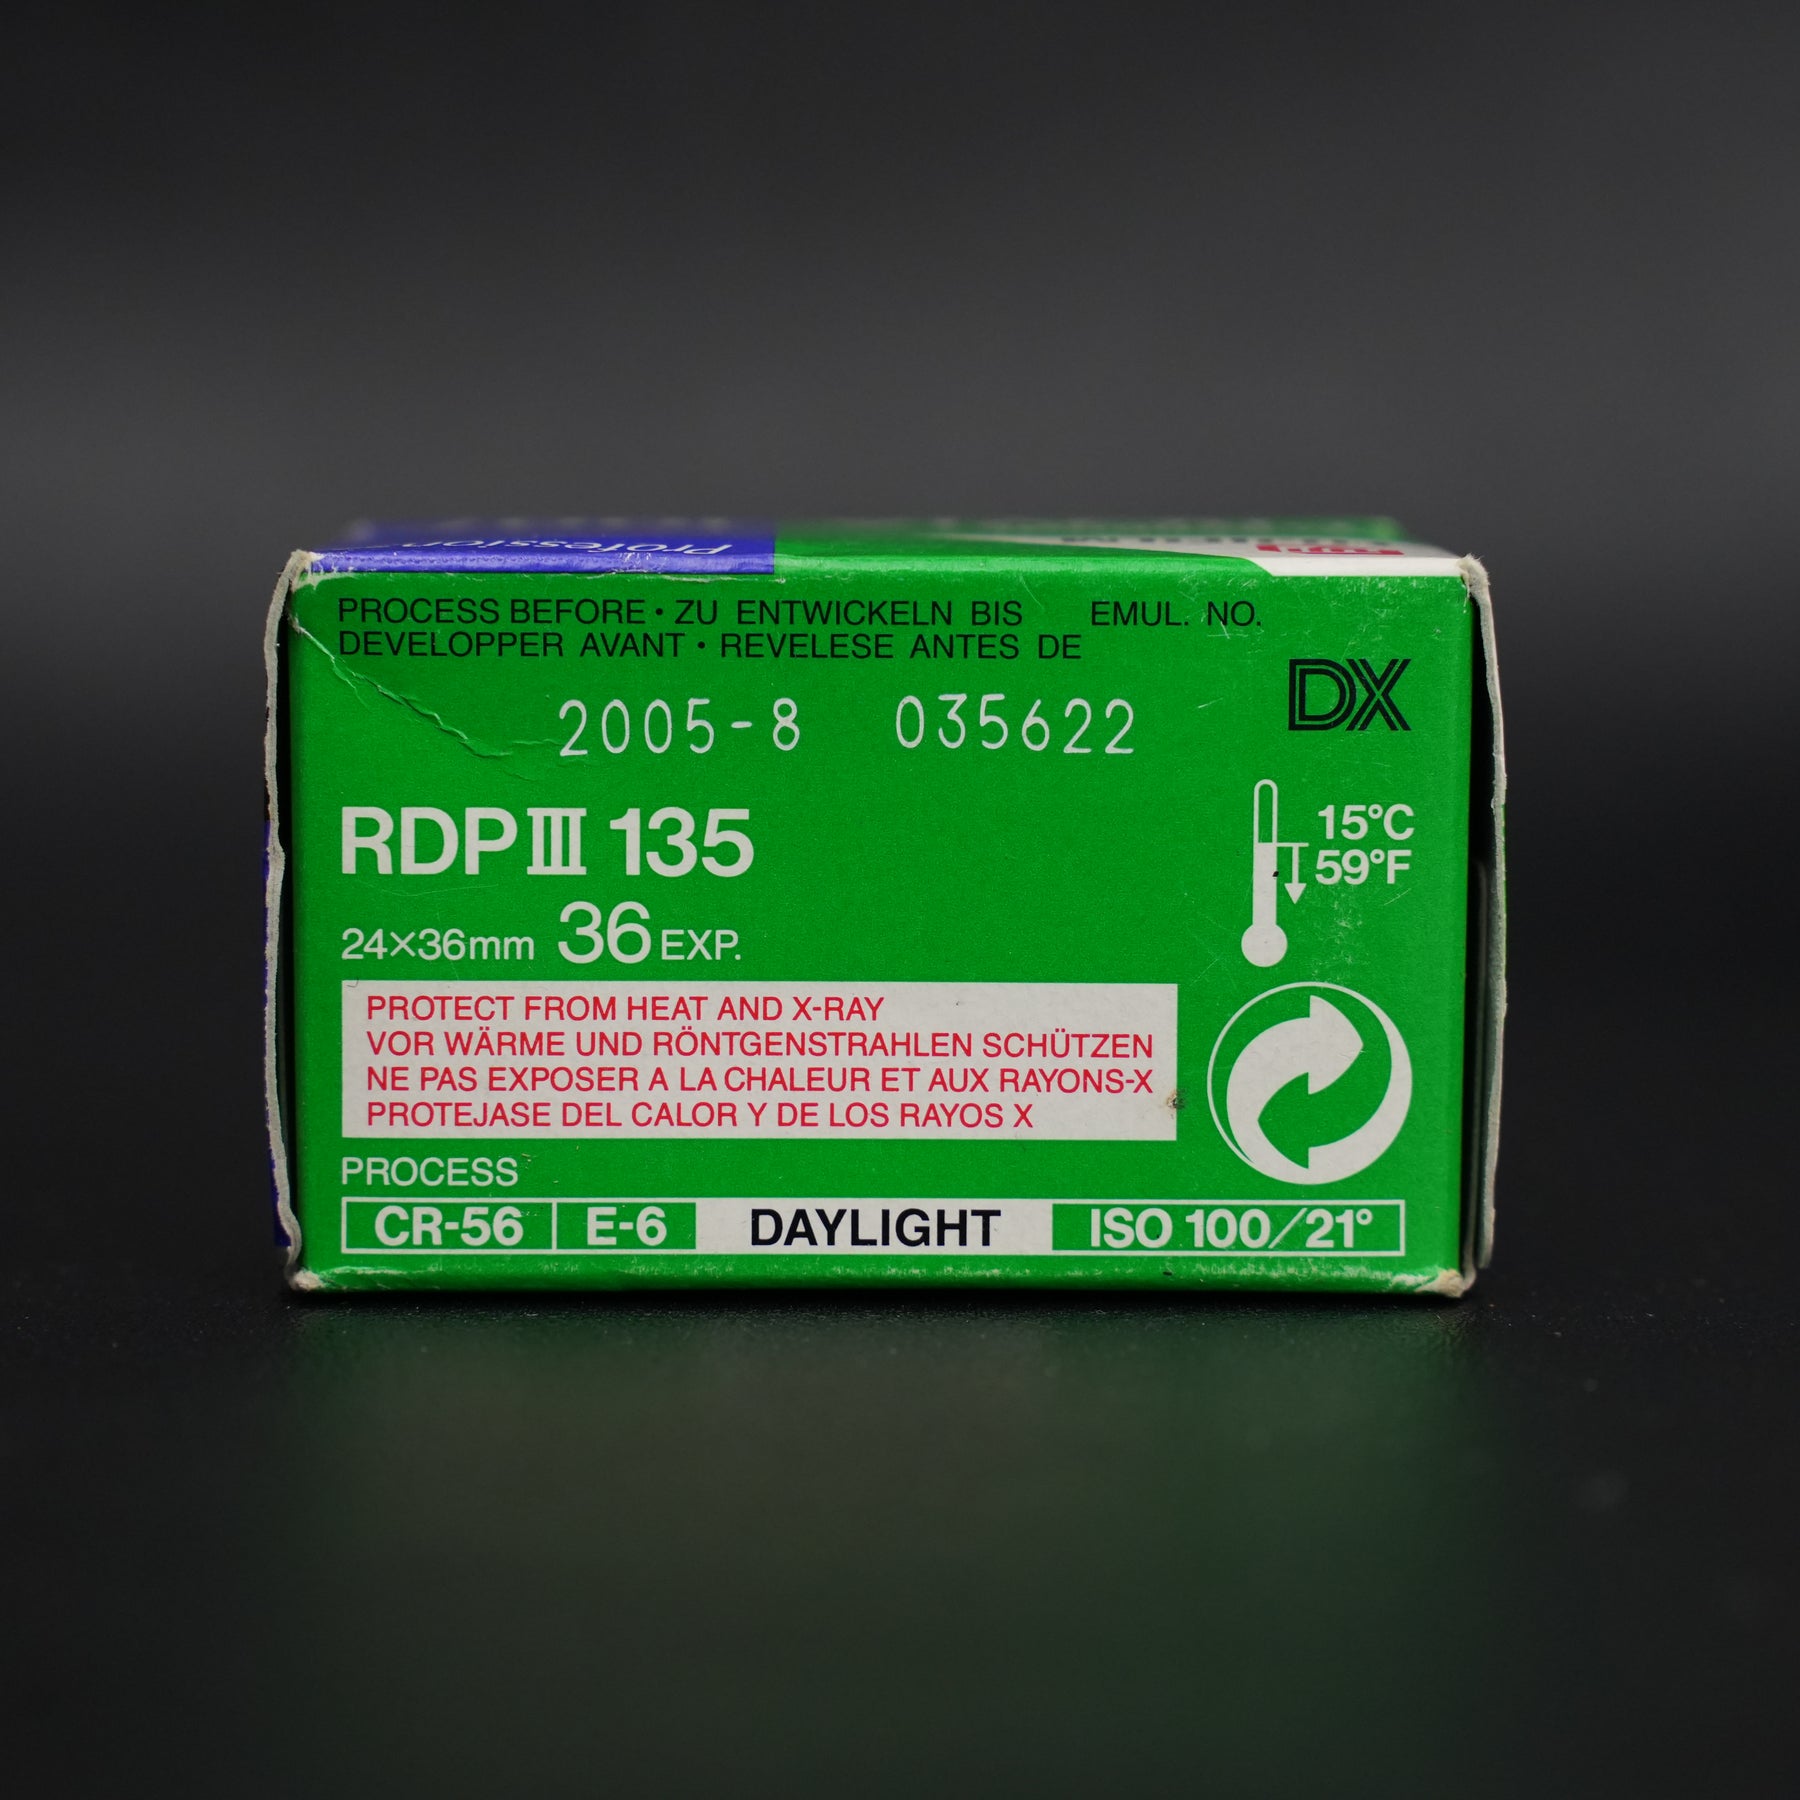 Profession
FUJI
PROCESS BEFORE • ZU ENTWICKELN BIS EMUL. NO.
DEVELOPPER AVANT • REVELESE ANTES DE
DX
2005-8 035622
RDPⅢ 135
15°C
59°F
24×36mm 36 EXP.
PROTECT FROM HEAT AND X-RAY
VOR WÄRME UND RÖNTGENSTRAHLEN SCHÜTZEN
NE PAS EXPOSER A LA CHALEUR ET AUX RAYONS-X
PROTEJASE DEL CALOR Y DE LOS RAYOS X
PROCESS
CR-56 E-6 DAYLIGHT ISO 100/21°